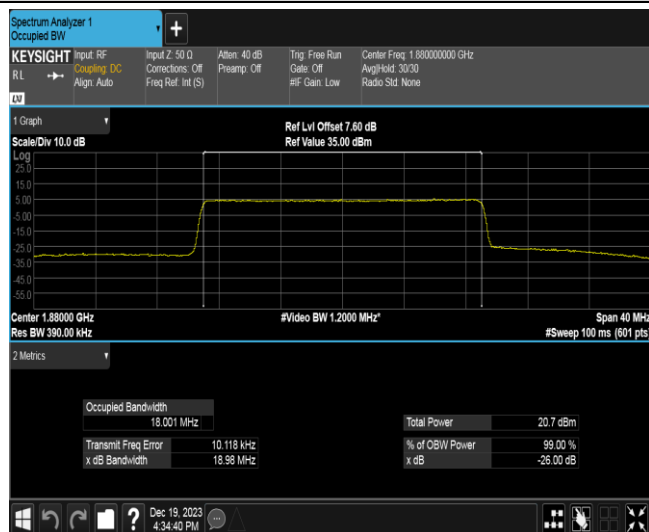 Spectrum Analyzer 1
Occupied BW
+
KEYSIGHT
RL
LXI
Input: RF
Coupling: DC
Align: Auto
Input Z: 50 Ω
Corrections: Off
Freq Ref: Int (S)
Atten: 40 dB
Preamp: Off
Trig: Free Run
Gate: Off
#IF Gain: Low
Center Freq: 1.880000000 GHz
Avg|Hold: 30/30
Radio Std: None
1 Graph
Scale/Div 10.0 dB
Ref Lvl Offset 7.60 dB
Ref Value 35.00 dBm
Log
25.0
15.0
5.00
-5.00
-15.0
-25.0
-35.0
-45.0
-55.0
Center 1.88000 GHz
Res BW 390.00 kHz
#Video BW 1.2000 MHz*
Span 40 MHz
#Sweep 100 ms (601 pts)
2 Metrics
Occupied Bandwidth
18.001 MHz
Transmit Freq Error 10.118 kHz
x dB Bandwidth 18.98 MHz
Total Power 20.7 dBm
% of OBW Power 99.00 %
x dB -26.00 dB
?
Dec 19, 2023
4:34:40 PM